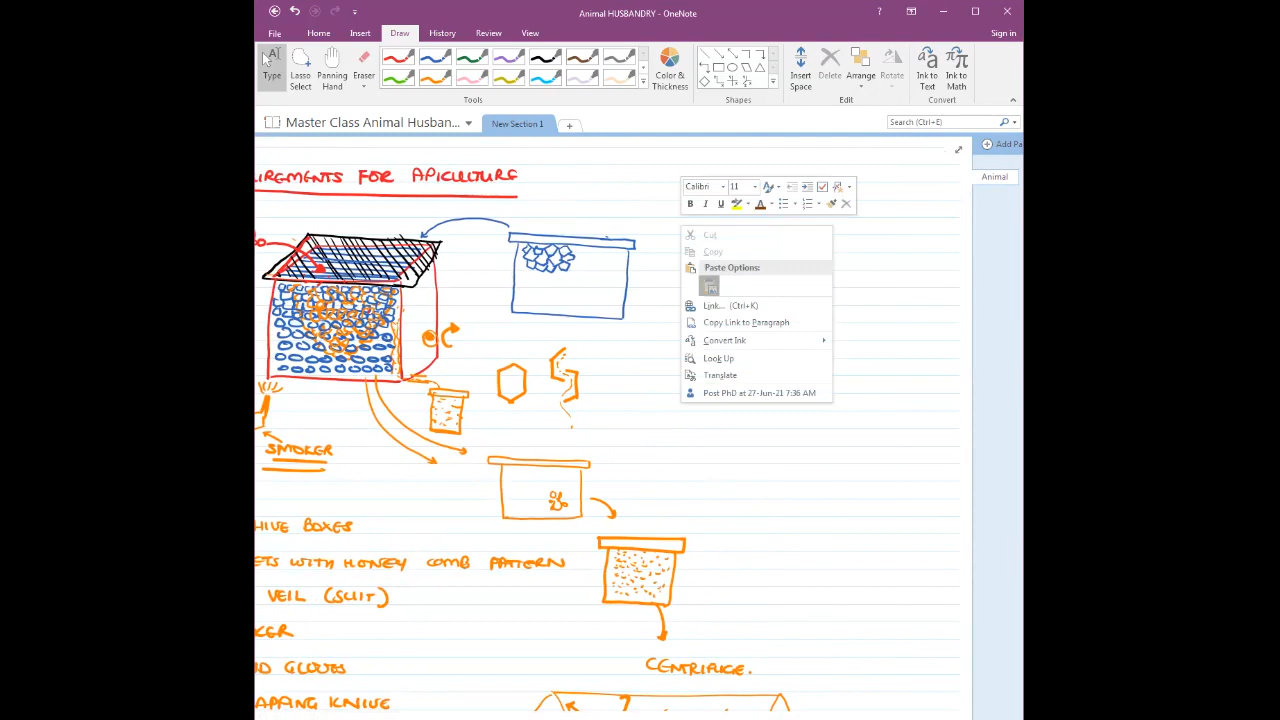 Animal HUSBANDRY - OneNote
?
File Home Insert Draw History Review View
Sign in
Type
Lasso Select
Panning Hand
Eraser
Color & Thickness
Insert Space
Delete
Arrange
Rotate
Ink to Text
Ink to Math
Tools
Shapes
Edit
Convert
Master Class Animal Husban...
New Section 1
Search (Ctrl+E)
Add Pa
Animal
IREMENTS FOR APICULTURE
Calibri 11
B I U A
Cut
Copy
Paste Options:
Link... (Ctrl+K)
Copy Link to Paragraph
Convert Ink
Look Up
Translate
Post PhD at 27-Jun-21 7:36 AM
SMOKER
HIVE BOXES
ETS WITH HONEY COMB PATTERN
VEIL (SUIT)
KER
ND GLOVES
CENTRIFUGE.
APPING KNIVE